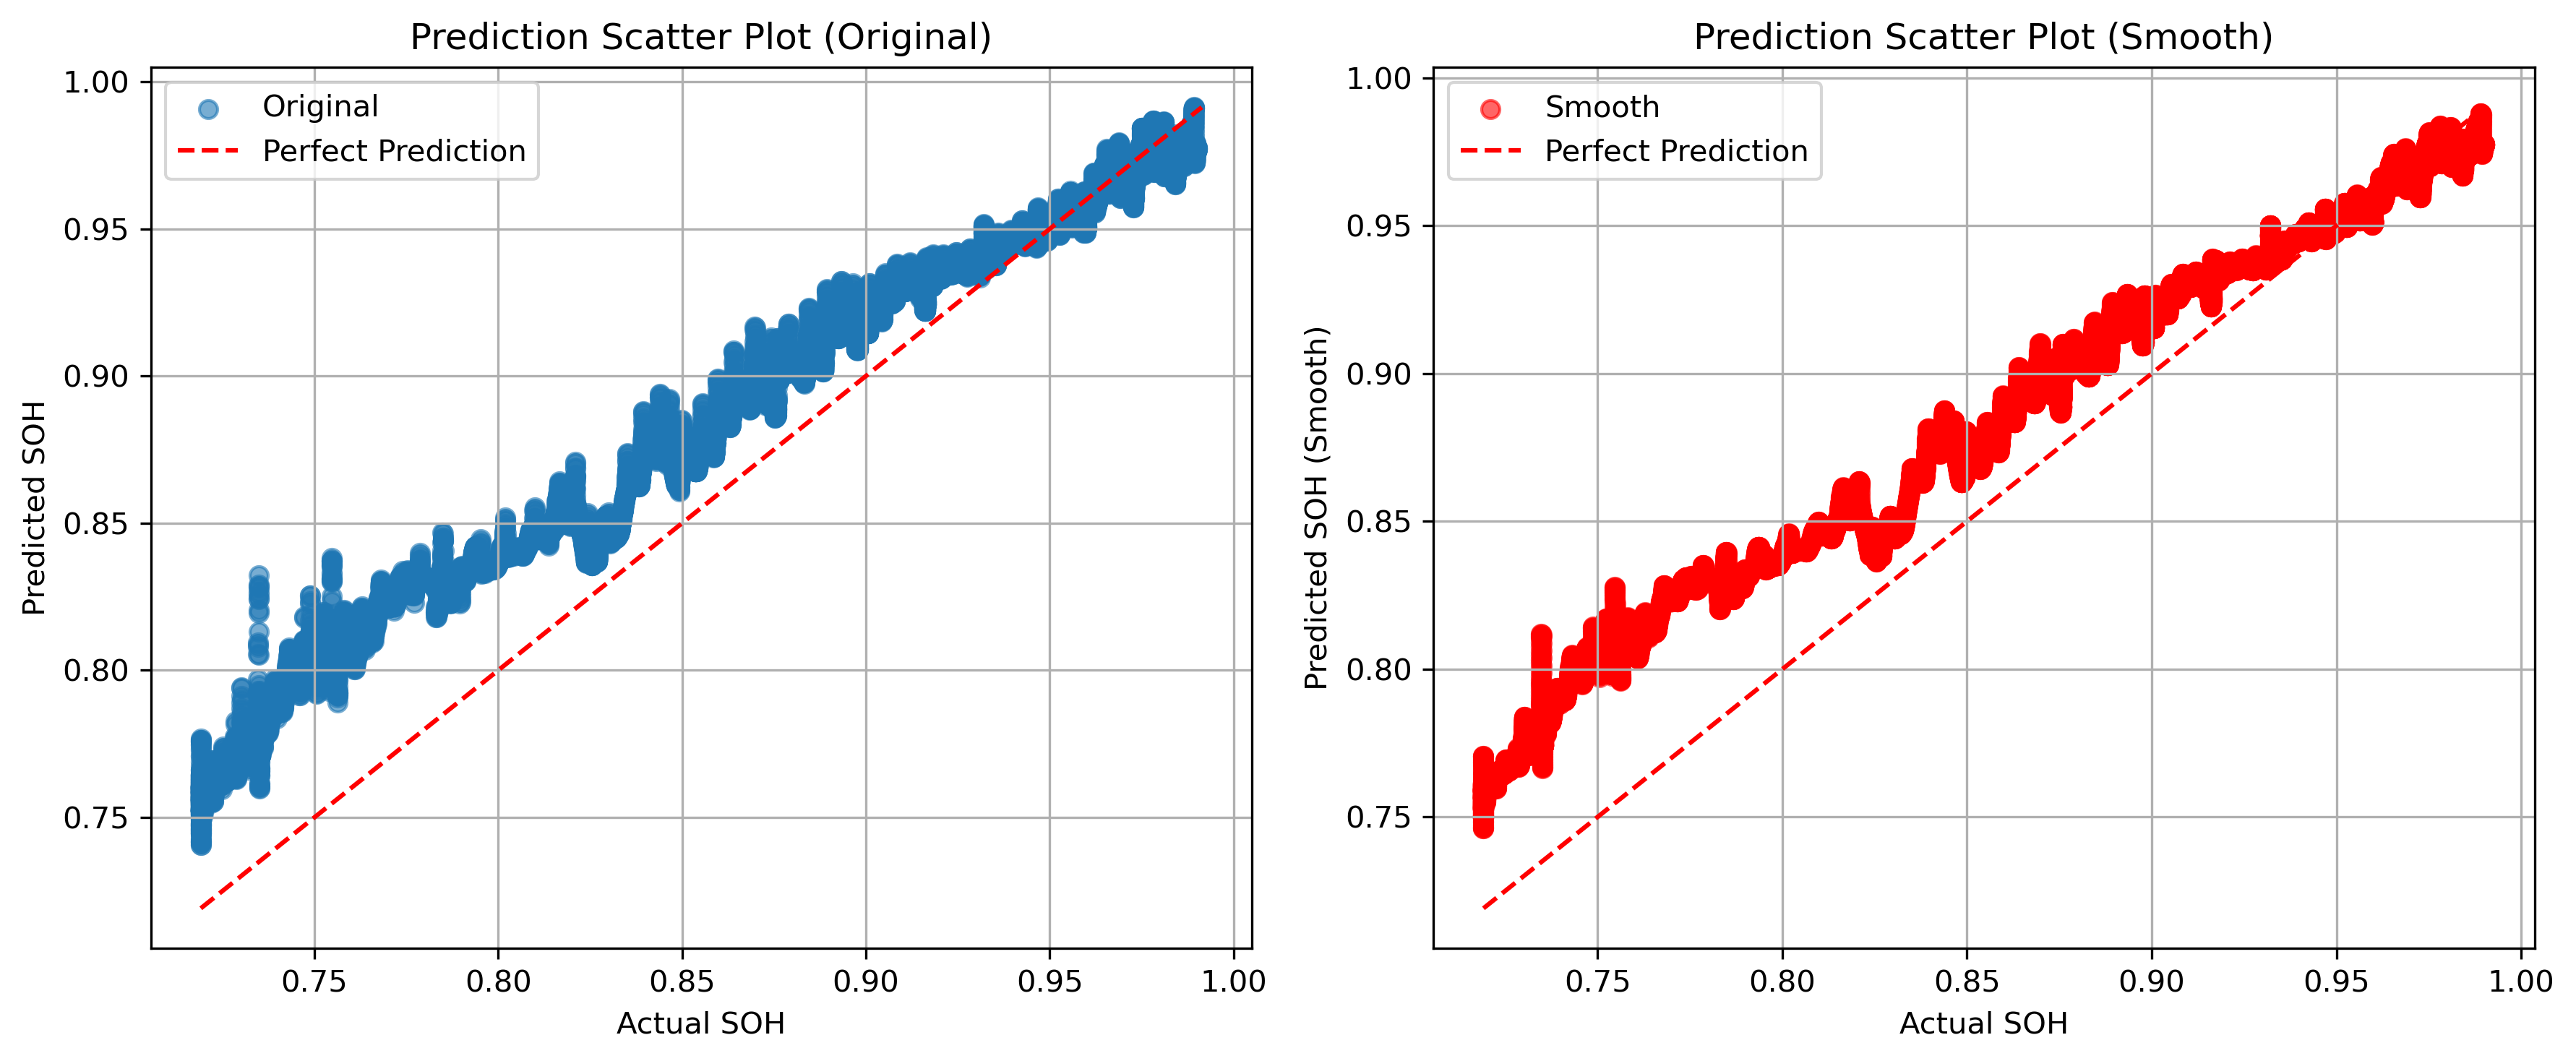 Prediction Scatter Plot (Original)
Original
Perfect Prediction
1.00
0.95
0.90
0.85
0.80
0.75
Predicted SOH
0.75 0.80 0.85 0.90 0.95 1.00
Actual SOH
Prediction Scatter Plot (Smooth)
Smooth
Perfect Prediction
1.00
0.95
0.90
0.85
0.80
0.75
Predicted SOH (Smooth)
0.75 0.80 0.85 0.90 0.95 1.00
Actual SOH